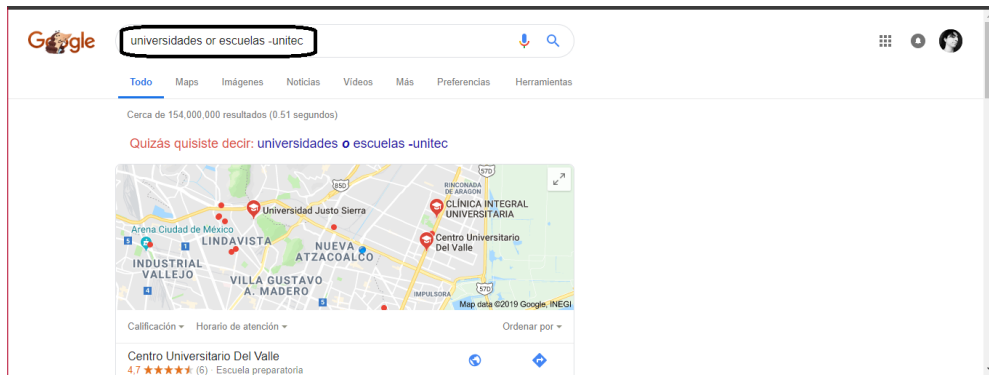 Google
universidades or escuelas -unitec
Todo Maps Imágenes Noticias Vídeos Más Preferencias Herramientas
Cerca de 154,000,000 resultados (0.51 segundos)
Quizás quisiste decir: universidades o escuelas -unitec
850
570
RINCONADA
DE ARAGON
CLÍNICA INTEGRAL
UNIVERSITARIA
Universidad Justo Sierra
Arena Ciudad de México
5
1
LINDAVISTA
NUEVA
ATZACOALCO
Centro Universitario
Del Valle
INDUSTRIAL
VALLEJO
VILLA GUSTAVO
A. MADERO
4
5
IMPULSORA
570
Map data ©2019 Google, INEGI
Calificación Horario de atención Ordenar por
Centro Universitario Del Valle
4,7 (6) · Escuela preparatoria